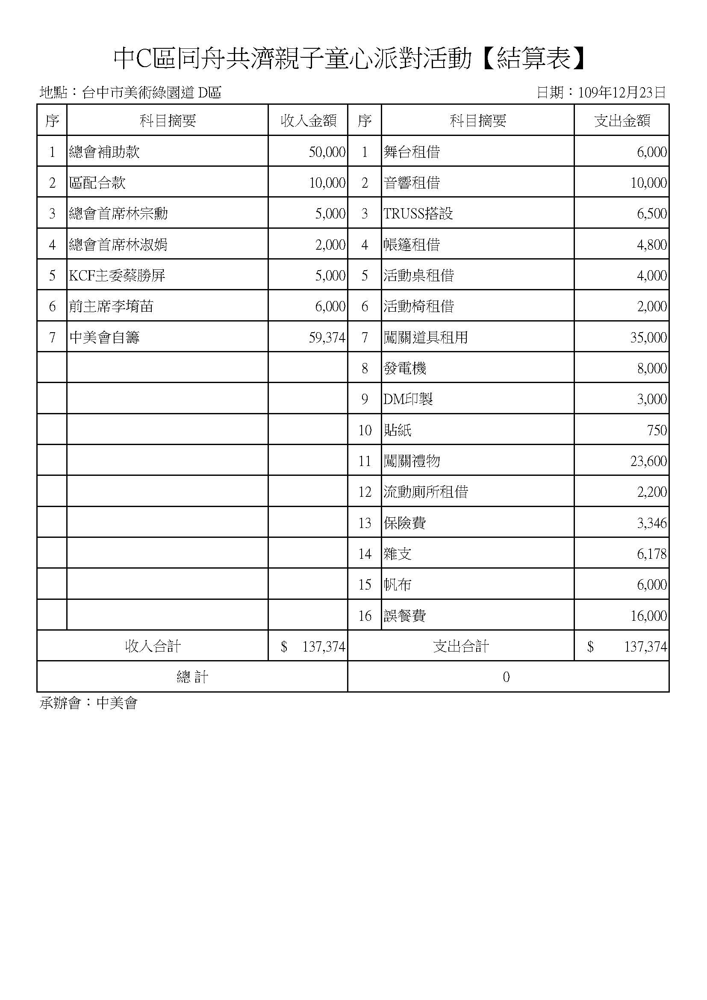 中C區同舟共濟親子童心派對活動【結算表】
地點：台中市美術綠園道 D區 日期：109年12月23日
序 科目摘要 收入金額 序 科目摘要 支出金額
1 總會補助款 50,000 1 舞台租借 6,000
2 區配合款 10,000 2 音響租借 10,000
3 總會首席林宗勳 5,000 3 TRUSS搭設 6,500
4 總會首席林淑娟 2,000 4 帳篷租借 4,800
5 KCF主委蔡勝屏 5,000 5 活動桌租借 4,000
6 前主席李堉苗 6,000 6 活動椅租借 2,000
7 中美會自籌 59,374 7 闖關道具租用 35,000
8 發電機 8,000
9 DM印製 3,000
10 貼紙 750
11 闖關禮物 23,600
12 流動廁所租借 2,200
13 保險費 3,346
14 雜支 6,178
15 帆布 6,000
16 誤餐費 16,000
收入合計 $ 137,374 支出合計 $ 137,374
總 計 0
承辦會：中美會